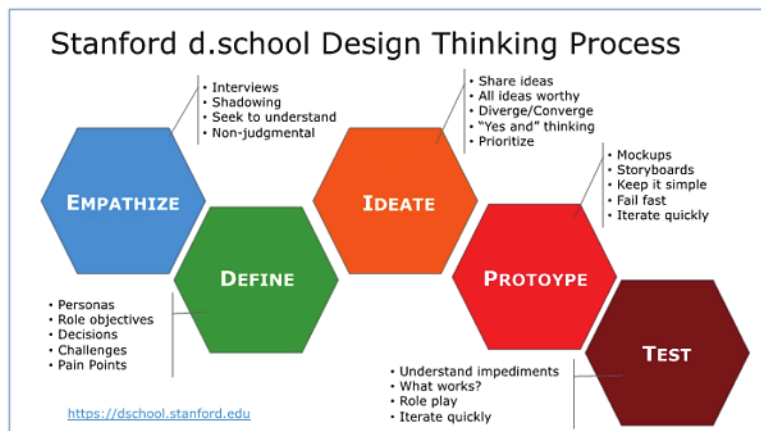 Stanford d.school Design Thinking Process
• Interviews
• Shadowing
• Seek to understand
• Non-judgmental
EMPATHIZE
• Personas
• Role objectives
• Decisions
• Challenges
• Pain Points
DEFINE
• Share ideas
• All ideas worthy
• Diverge/Converge
• “Yes and” thinking
• Prioritize
IDEATE
• Mockups
• Storyboards
• Keep it simple
• Fail fast
• Iterate quickly
PROTOYPE
• Understand impediments
• What works?
• Role play
• Iterate quickly
TEST
https://dschool.stanford.edu